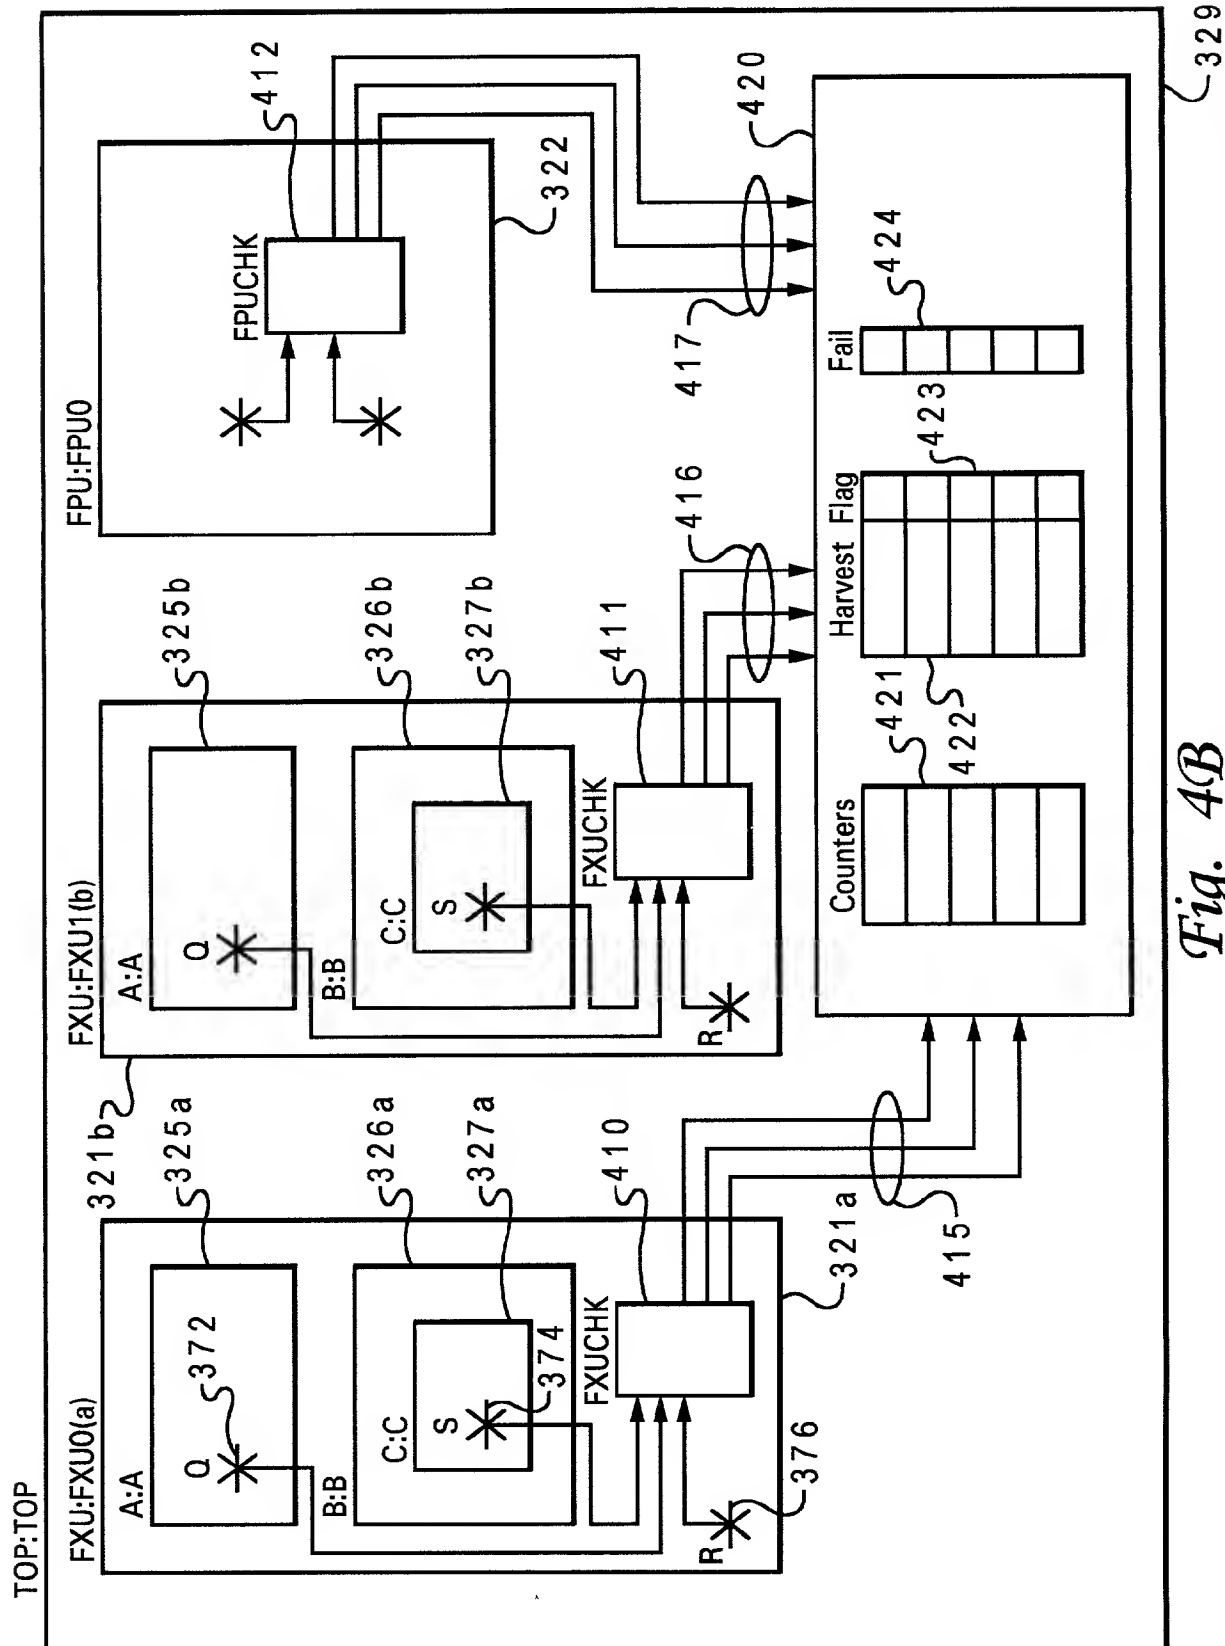 TOP:TOP
FXU:FXU0(a)
A:A
Q
372
325a
B:B
C:C
S
374
326a
327a
FXUCHK
410
R
376
321a
415
321b
FXU:FXU1(b)
A:A
Q
325b
B:B
C:C
S
326b
327b
FXUCHK
411
R
416
FPU:FPU0
FPUCHK
412
322
417
420
Counters
421
422
Harvest Flag
423
Fail
424
329
Fig. 4B